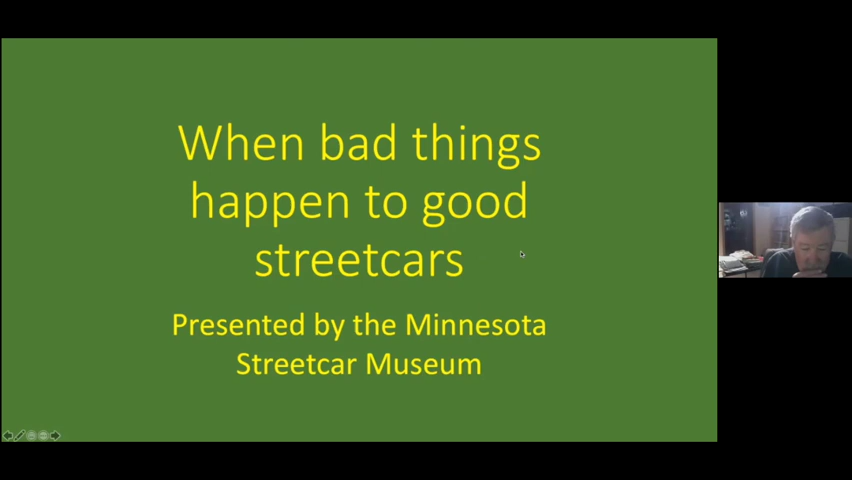 When bad things
happen to good
streetcars
Presented by the Minnesota
Streetcar Museum